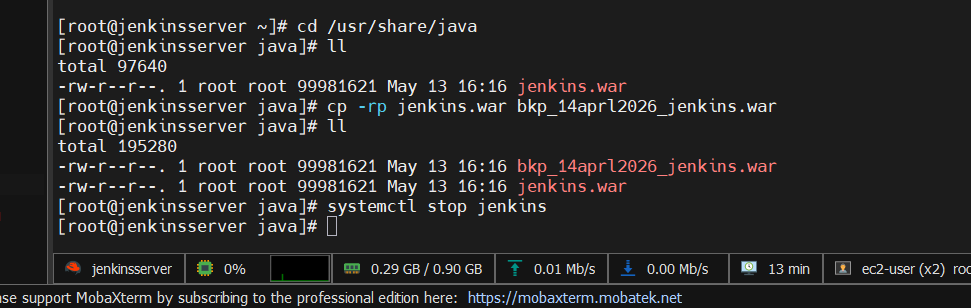 [root@jenkinsserver ~]# cd /usr/share/java
[root@jenkinsserver java]# ll
total 97640
-rw-r--r--. 1 root root 99981621 May 13 16:16 jenkins.war
[root@jenkinsserver java]# cp -rp jenkins.war bkp_14aprl2026_jenkins.war
[root@jenkinsserver java]# ll
total 195280
-rw-r--r--. 1 root root 99981621 May 13 16:16 bkp_14aprl2026_jenkins.war
-rw-r--r--. 1 root root 99981621 May 13 16:16 jenkins.war
[root@jenkinsserver java]# systemctl stop jenkins
[root@jenkinsserver java]#
jenkinsserver 0% 0.29 GB / 0.90 GB 0.01 Mb/s 0.00 Mb/s 13 min ec2-user (x2) roo
ase support MobaXterm by subscribing to the professional edition here: https://mobaxterm.mobatek.net